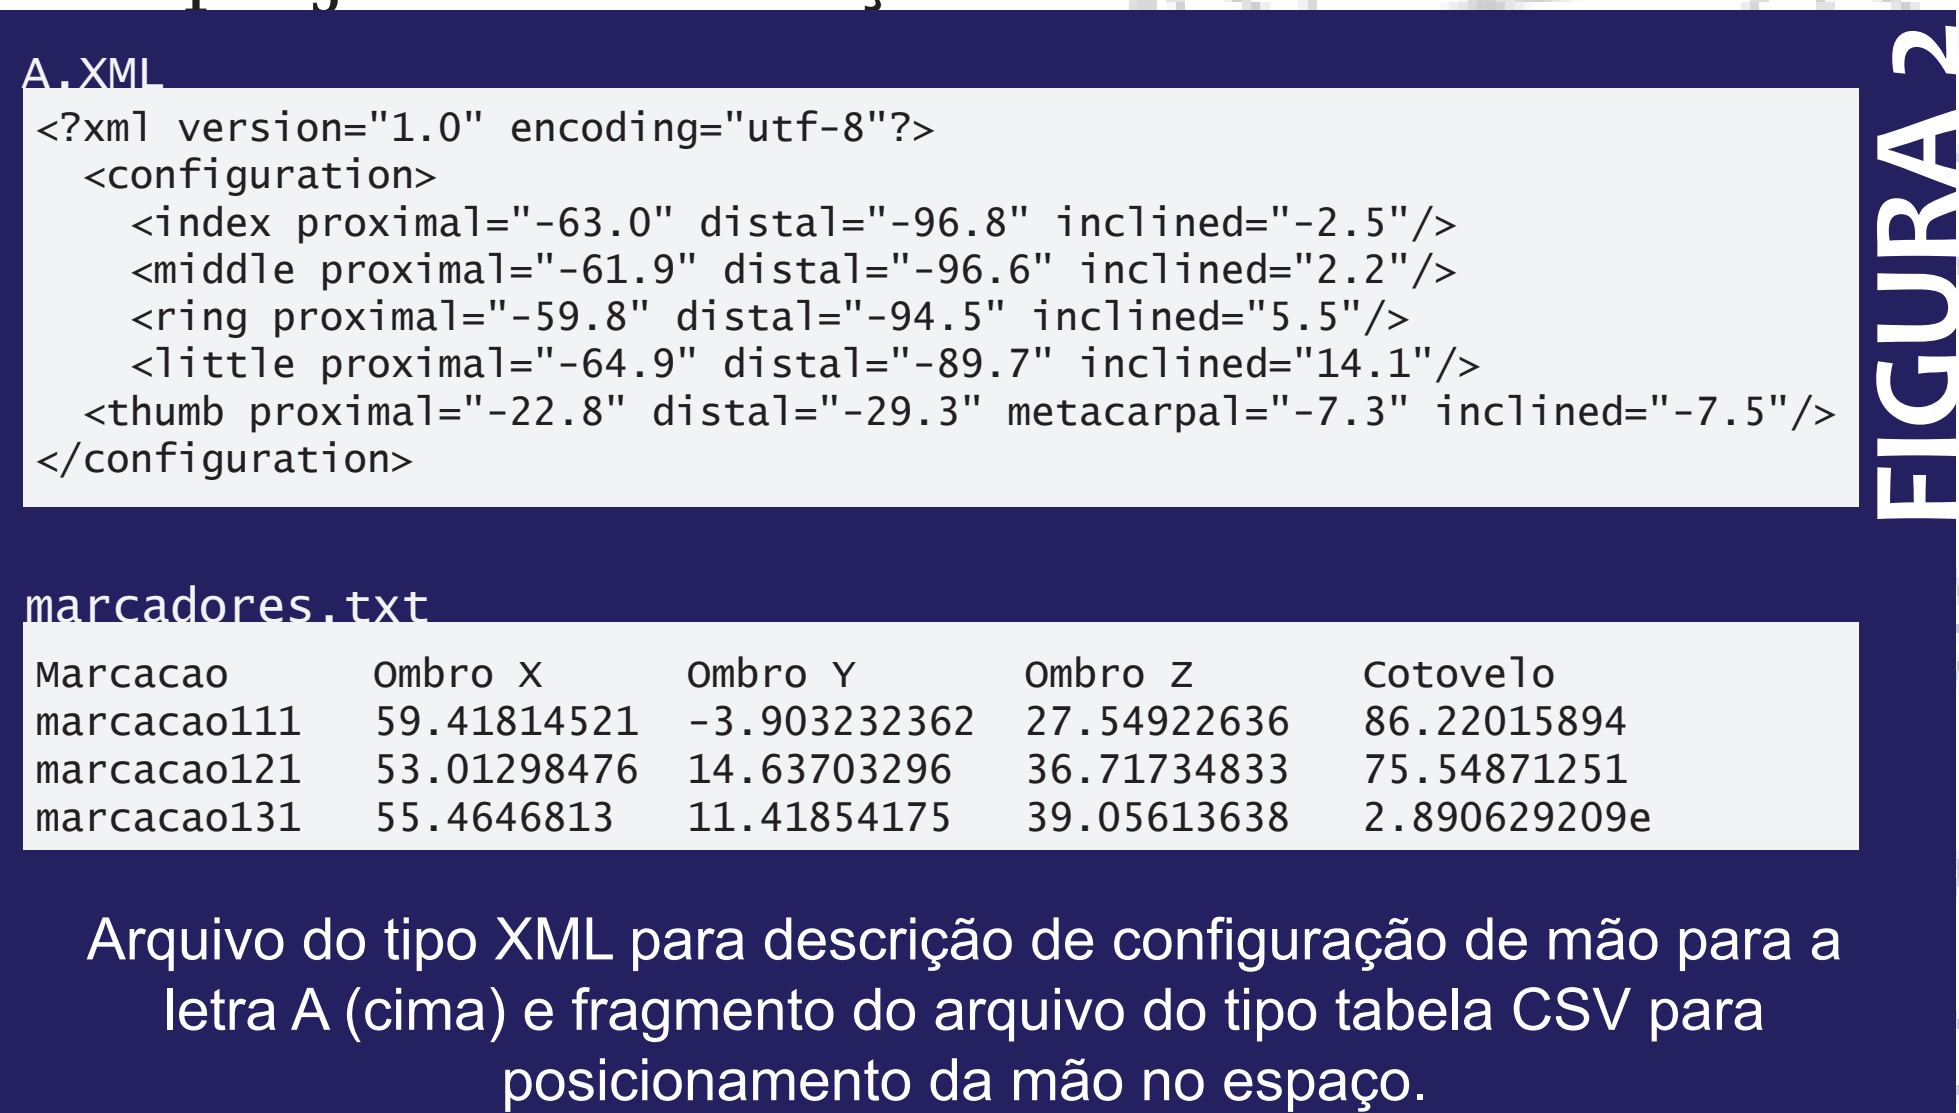 A.XML
<?xml version="1.0" encoding="utf-8"?>
<configuration>
<index proximal="-63.0" distal="-96.8" inclined="-2.5"/>
<middle proximal="-61.9" distal="-96.6" inclined="2.2"/>
<ring proximal="-59.8" distal="-94.5" inclined="5.5"/>
<little proximal="-64.9" distal="-89.7" inclined="14.1"/>
<thumb proximal="-22.8" distal="-29.3" metacarpal="-7.3" inclined="-7.5"/>
</configuration>
FIGURA 2
marcadores.txt
Marcacao Ombro X Ombro Y Ombro Z Cotovelo
marcacao111 59.41814521 -3.903232362 27.54922636 86.22015894
marcacao121 53.01298476 14.63703296 36.71734833 75.54871251
marcacao131 55.4646813 11.41854175 39.05613638 2.890629209e
Arquivo do tipo XML para descrição de configuração de mão para a
letra A (cima) e fragmento do arquivo do tipo tabela CSV para
posicionamento da mão no espaço.